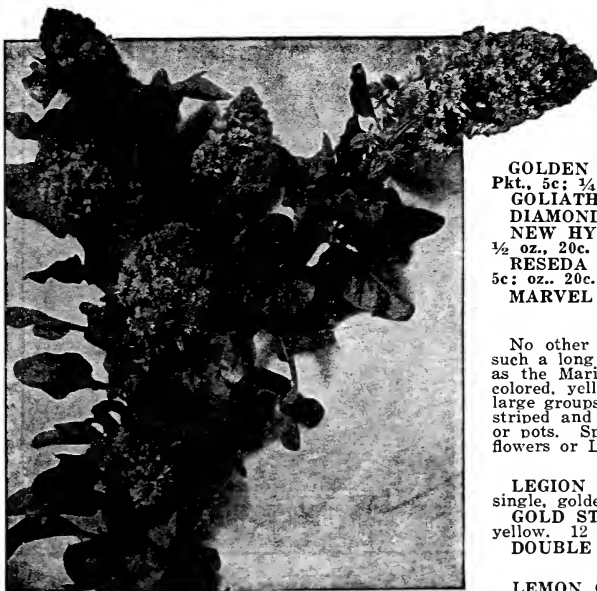 GOLDEN
Pkt., 5c; ¼
GOLIATH
DIAMOND
NEW HY
½ oz., 20c.
RESEDA
5c; oz.. 20c.
MARVEL
No other
such a long
as the Mari
colored, yell
large groups
striped and
or pots. Sp
flowers or L
LEGION
single, golde
GOLD ST
yellow. 12
DOUBLE
LEMON